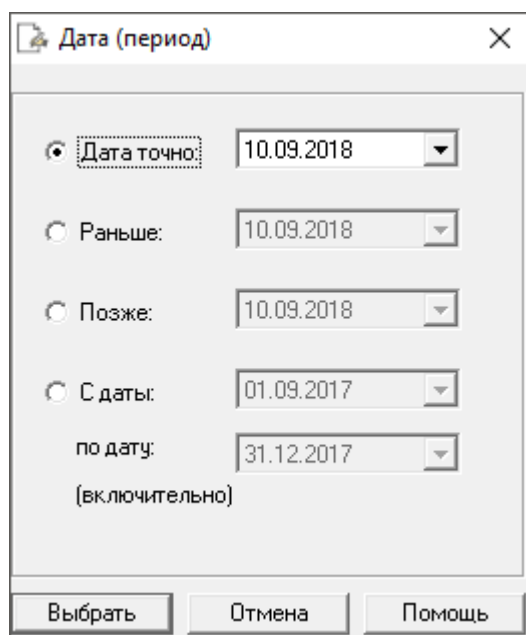 Дата (период)
Дата точно: 10.09.2018
Раньше: 10.09.2018
Позже: 10.09.2018
С даты: 01.09.2017
по дату: 31.12.2017
(включительно)
Выбрать Отмена Помощь